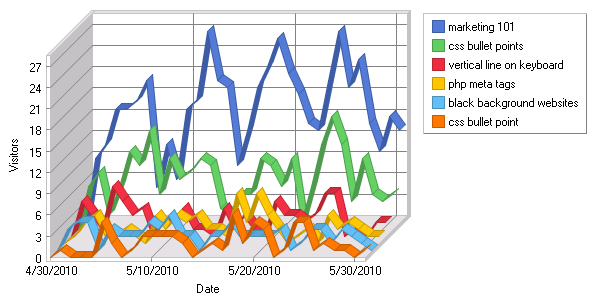 marketing 101
css bullet points
vertical line on keyboard
php meta tags
black background websites
css bullet point
27
24
21
18
15
12
9
6
3
0
Visitors
4/30/2010 5/10/2010 5/20/2010 5/30/2010
Date